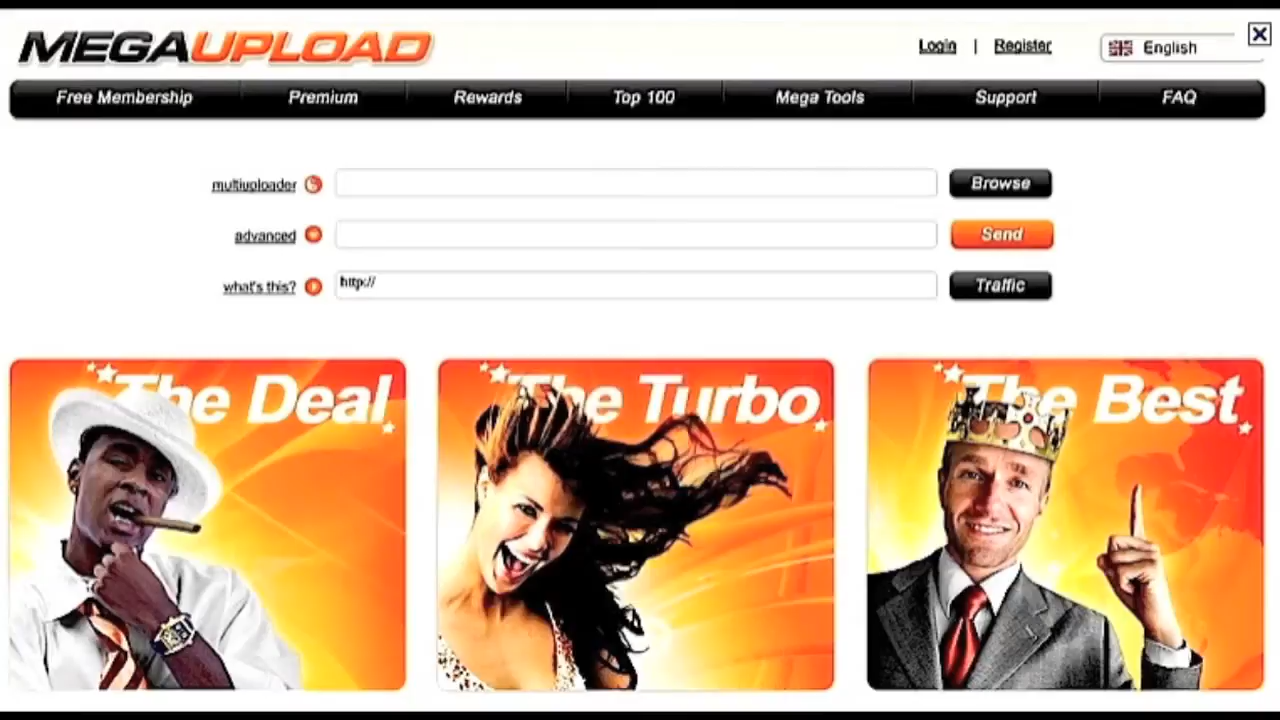 MEGAUPLOAD
Login | Register
English
Free Membership Premium Rewards Top 100 Mega Tools Support FAQ
multiuploader Browse
advanced Send
what's this? http:// Traffic
The Deal The Turbo The Best